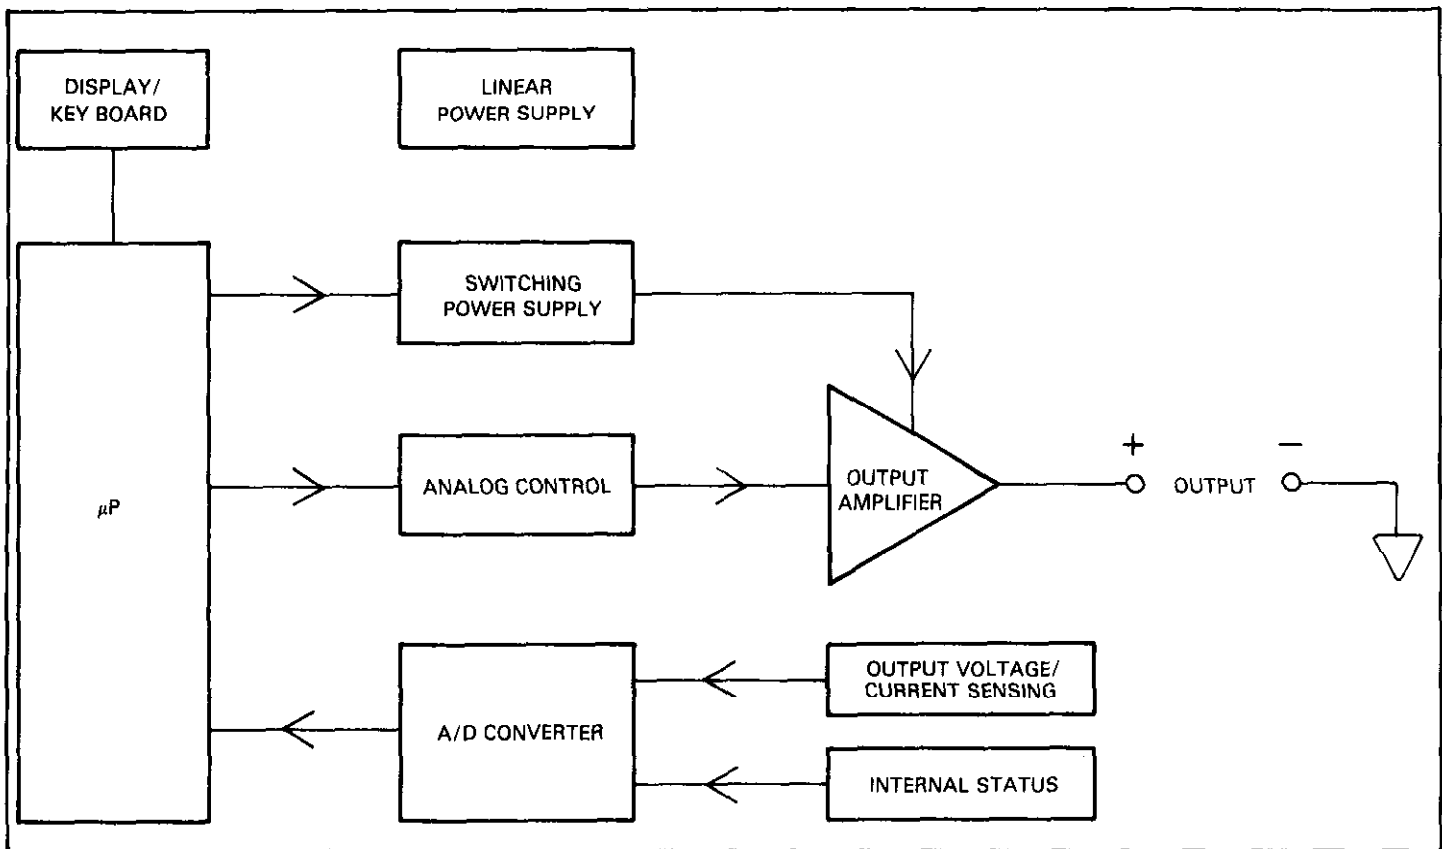 DISPLAY/
KEY BOARD
LINEAR
POWER SUPPLY
SWITCHING
POWER SUPPLY
μP
ANALOG CONTROL
OUTPUT
AMPLIFIER
+
OUTPUT
−
A/D CONVERTER
OUTPUT VOLTAGE/
CURRENT SENSING
INTERNAL STATUS